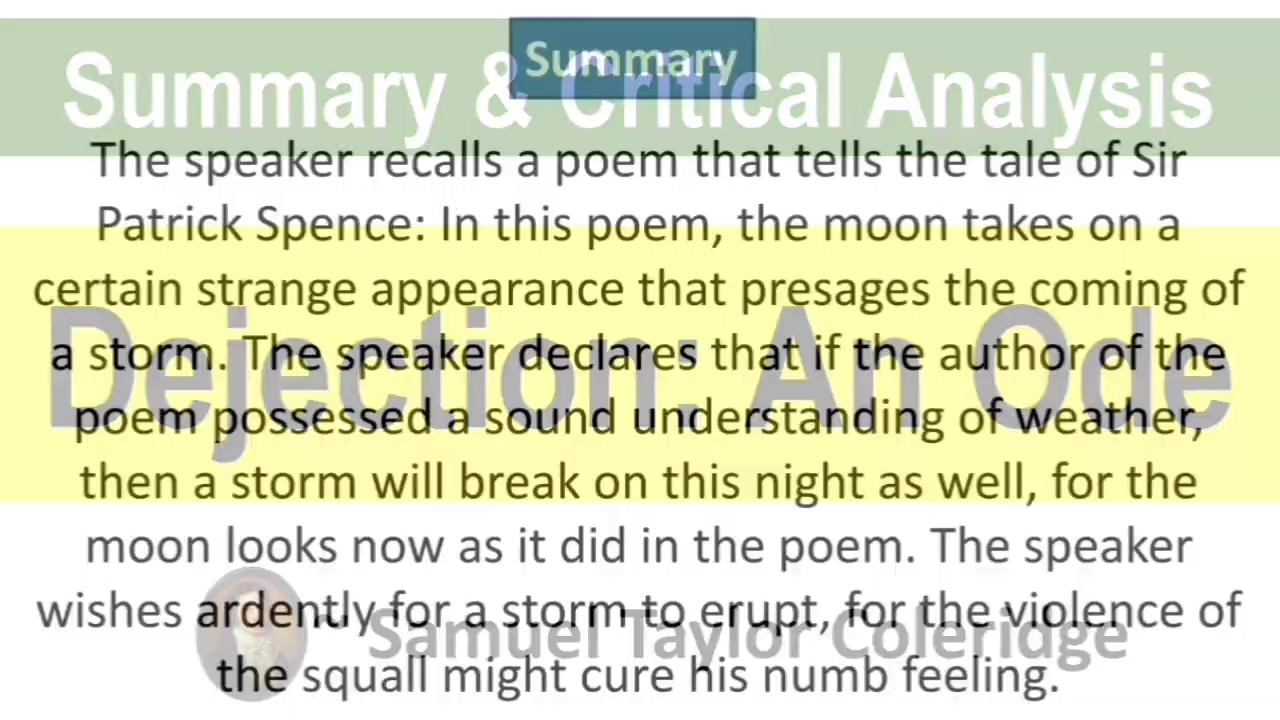 Summary
Summary & Critical Analysis
The speaker recalls a poem that tells the tale of Sir
Patrick Spence: In this poem, the moon takes on a
certain strange appearance that presages the coming of
Dejection: An Ode
a storm. The speaker declares that if the author of the
poem possessed a sound understanding of weather,
then a storm will break on this night as well, for the
moon looks now as it did in the poem. The speaker
wishes ardently for a storm to erupt, for the violence of
~ Samuel Taylor Coleridge
the squall might cure his numb feeling.